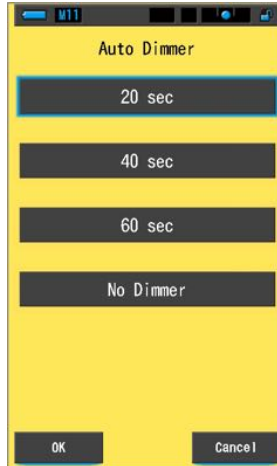 M11
Auto Dimmer
20 sec
40 sec
60 sec
No Dimmer
OK
Cancel